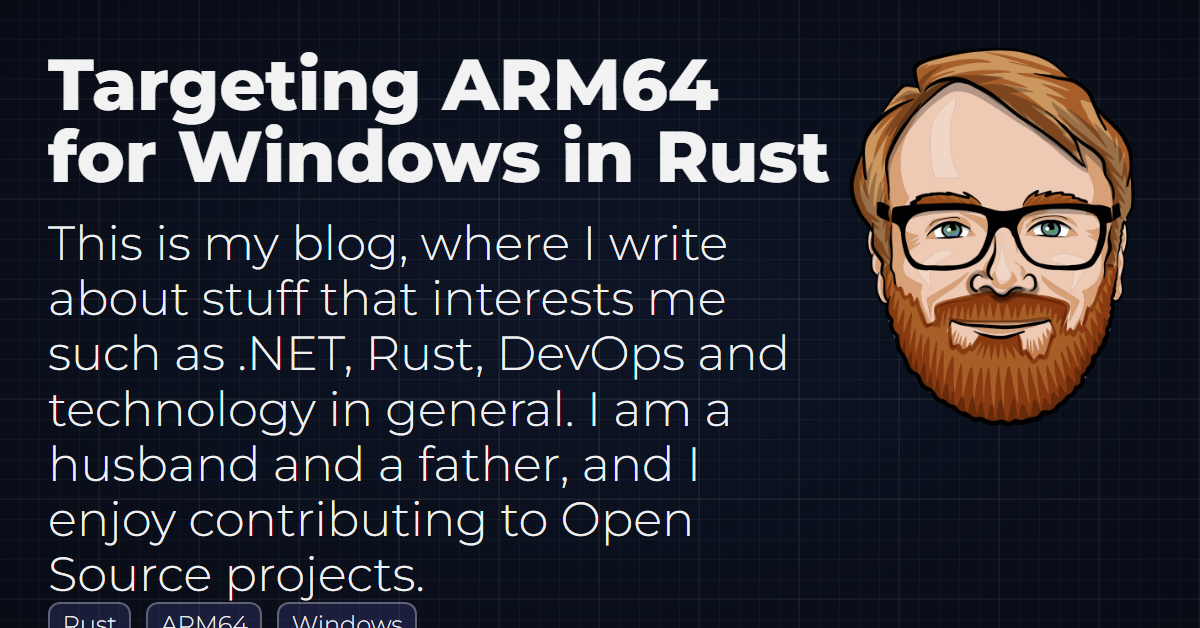 Targeting ARM64
for Windows in Rust
This is my blog, where I write
about stuff that interests me
such as .NET, Rust, DevOps and
technology in general. I am a
husband and a father, and I
enjoy contributing to Open
Source projects.
Rust ARM64 Windows